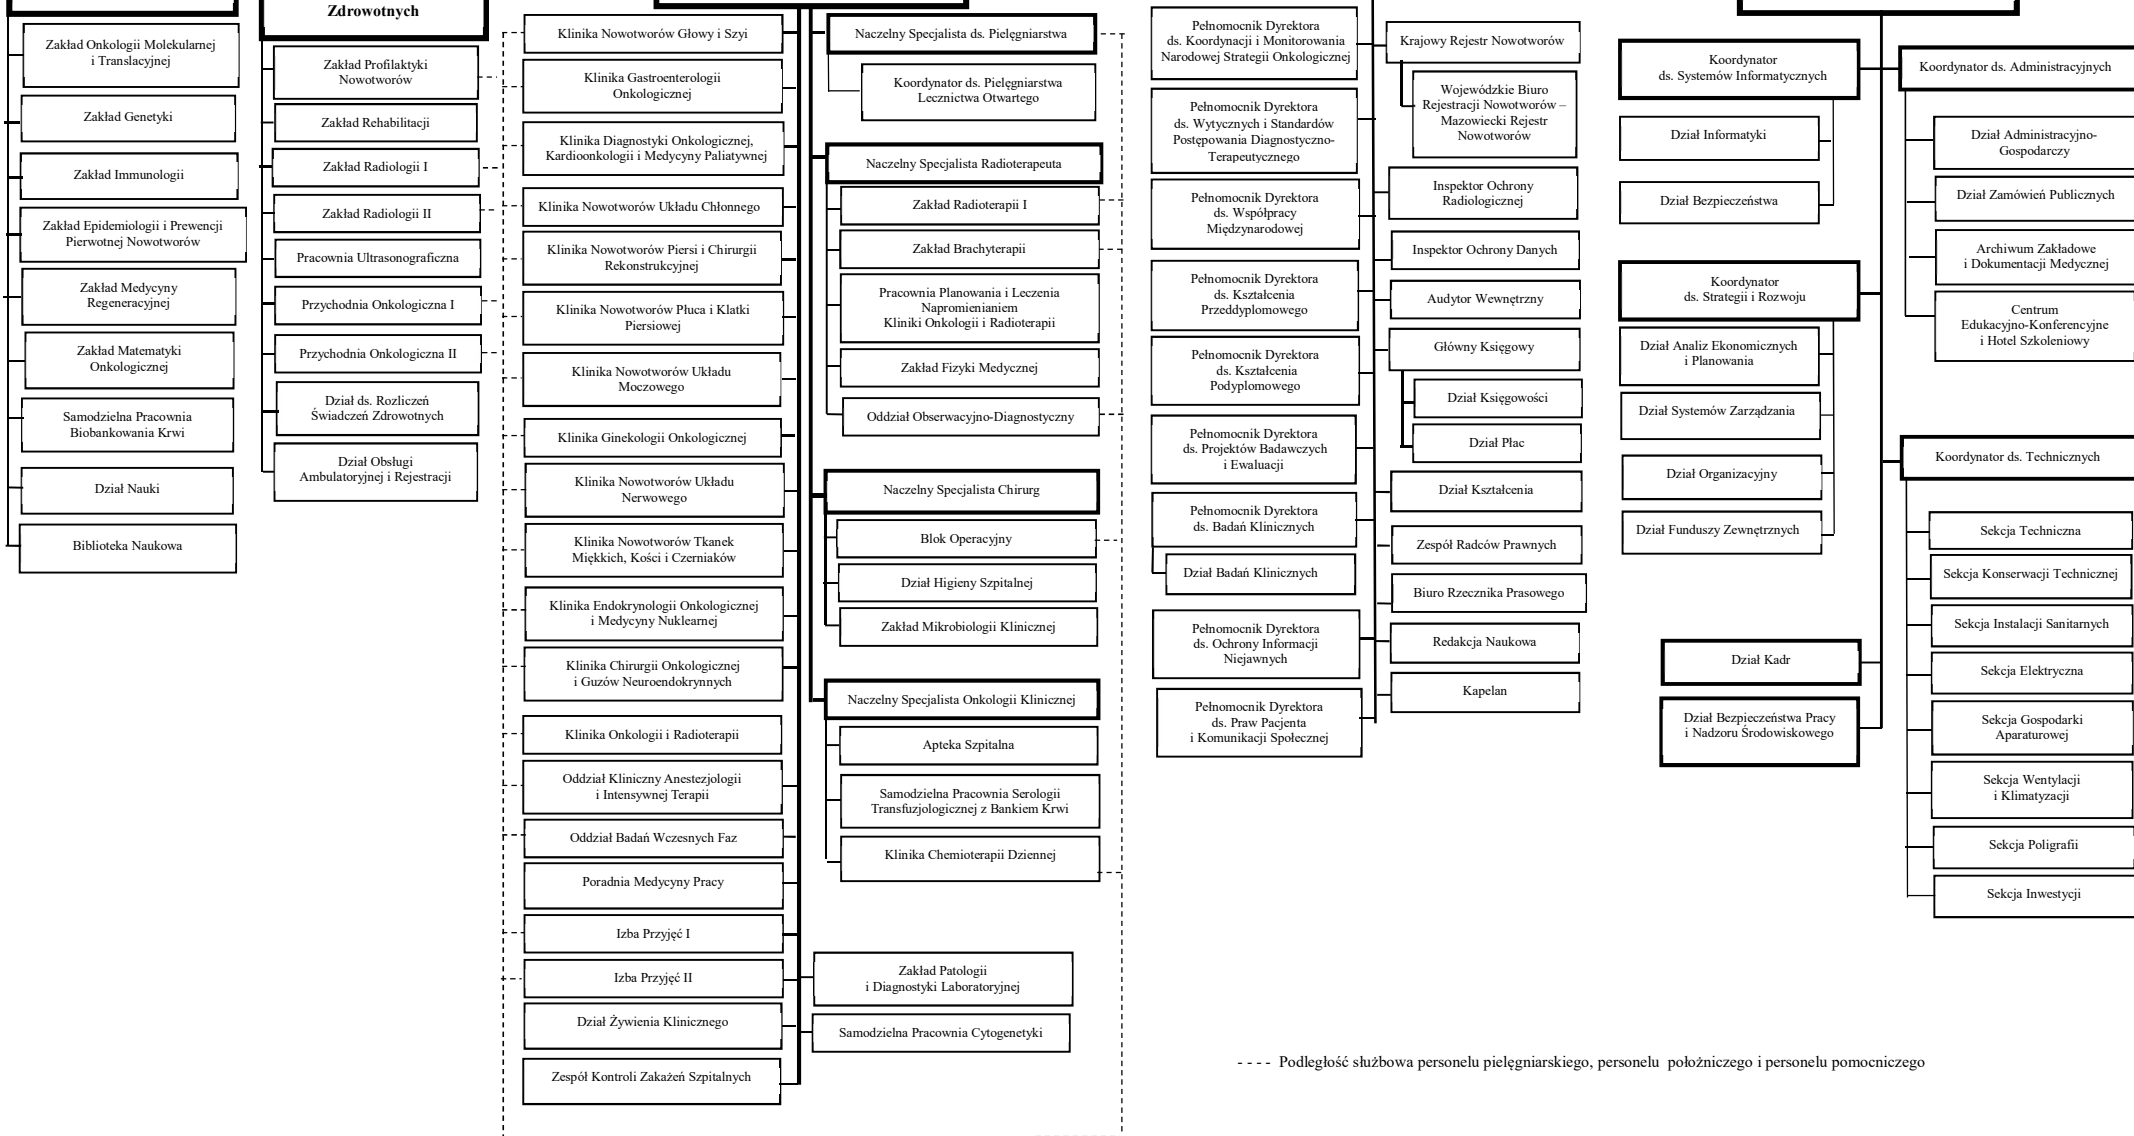 Zakład Onkologii Molekularnej
i Translacyjnej
Zakład Genetyki
Zakład Immunologii
Zakład Epidemiologii i Prewencji
Pierwotnej Nowotworów
Zakład Medycyny
Regeneracyjnej
Zakład Matematyki
Onkologicznej
Samodzielna Pracownia
Biobankowania Krwi
Dział Nauki
Biblioteka Naukowa
Zdrowotnych
Zakład Profilaktyki
Nowotworów
Zakład Rehabilitacji
Zakład Radiologii I
Zakład Radiologii II
Pracownia Ultrasonograficzna
Przychodnia Onkologiczna I
Przychodnia Onkologiczna II
Dział ds. Rozliczeń
Świadczeń Zdrowotnych
Dział Obsługi
Ambulatoryjnej i Rejestracji
Klinika Nowotworów Głowy i Szyi
Klinika Gastroenterologii
Onkologicznej
Klinika Diagnostyki Onkologicznej,
Kardioonkologii i Medycyny Paliatywnej
Klinika Nowotworów Układu Chłonnego
Klinika Nowotworów Piersi i Chirurgii
Rekonstrukcyjnej
Klinika Nowotworów Płuca i Klatki
Piersiowej
Klinika Nowotworów Układu
Moczowego
Klinika Ginekologii Onkologicznej
Klinika Nowotworów Układu
Nerwowego
Klinika Nowotworów Tkanek
Miękkich, Kości i Czerniaków
Klinika Endokrynologii Onkologicznej
i Medycyny Nuklearnej
Klinika Chirurgii Onkologicznej
i Guzów Neuroendokrynnych
Klinika Onkologii i Radioterapii
Oddział Kliniczny Anestezjologii
i Intensywnej Terapii
Oddział Badań Wczesnych Faz
Poradnia Medycyny Pracy
Izba Przyjęć I
Izba Przyjęć II
Dział Żywienia Klinicznego
Zespół Kontroli Zakażeń Szpitalnych
Naczelny Specjalista ds. Pielęgniarstwa
Koordynator ds. Pielęgniarstwa
Lecznictwa Otwartego
Naczelny Specjalista Radioterapeuta
Zakład Radioterapii I
Zakład Brachyterapii
Pracownia Planowania i Leczenia
Napromienianiem
Kliniki Onkologii i Radioterapii
Zakład Fizyki Medycznej
Oddział Obserwacyjno-Diagnostyczny
Naczelny Specjalista Chirurg
Blok Operacyjny
Dział Higieny Szpitalnej
Zakład Mikrobiologii Klinicznej
Naczelny Specjalista Onkologii Klinicznej
Apteka Szpitalna
Samodzielna Pracownia Serologii
Transfuzjologicznej z Bankiem Krwi
Klinika Chemioterapii Dziennej
Zakład Patologii
i Diagnostyki Laboratoryjnej
Samodzielna Pracownia Cytogenetyki
Pełnomocnik Dyrektora
ds. Koordynacji i Monitorowania
Narodowej Strategii Onkologicznej
Pełnomocnik Dyrektora
ds. Wytycznych i Standardów
Postępowania Diagnostyczno-
Terapeutycznego
Pełnomocnik Dyrektora
ds. Współpracy
Międzynarodowej
Pełnomocnik Dyrektora
ds. Kształcenia
Przeddyplomowego
Pełnomocnik Dyrektora
ds. Kształcenia
Podyplomowego
Pełnomocnik Dyrektora
ds. Projektów Badawczych
i Ewaluacji
Pełnomocnik Dyrektora
ds. Badań Klinicznych
Dział Badań Klinicznych
Pełnomocnik Dyrektora
ds. Ochrony Informacji
Niejawnych
Pełnomocnik Dyrektora
ds. Praw Pacjenta
i Komunikacji Społecznej
Krajowy Rejestr Nowotworów
Wojewódzkie Biuro
Rejestracji Nowotworów –
Mazowiecki Rejestr
Nowotworów
Inspektor Ochrony
Radiologicznej
Inspektor Ochrony Danych
Audytor Wewnętrzny
Główny Księgowy
Dział Księgowości
Dział Płac
Dział Kształcenia
Zespół Radców Prawnych
Biuro Rzecznika Prasowego
Redakcja Naukowa
Kapelan
Koordynator
ds. Systemów Informatycznych
Dział Informatyki
Dział Bezpieczeństwa
Koordynator
ds. Strategii i Rozwoju
Dział Analiz Ekonomicznych
i Planowania
Dział Systemów Zarządzania
Dział Organizacyjny
Dział Funduszy Zewnętrznych
Dział Kadr
Dział Bezpieczeństwa Pracy
i Nadzoru Środowiskowego
Koordynator ds. Administracyjnych
Dział Administracyjno-
Gospodarczy
Dział Zamówień Publicznych
Archiwum Zakładowe
i Dokumentacji Medycznej
Centrum
Edukacyjno-Konferencyjne
i Hotel Szkoleniowy
Koordynator ds. Technicznych
Sekcja Techniczna
Sekcja Konserwacji Technicznej
Sekcja Instalacji Sanitarnych
Sekcja Elektryczna
Sekcja Gospodarki
Aparaturowej
Sekcja Wentylacji
i Klimatyzacji
Sekcja Poligrafii
Sekcja Inwestycji
- - - - Podległość służbowa personelu pielęgniarskiego, personelu położniczego i personelu pomocniczego